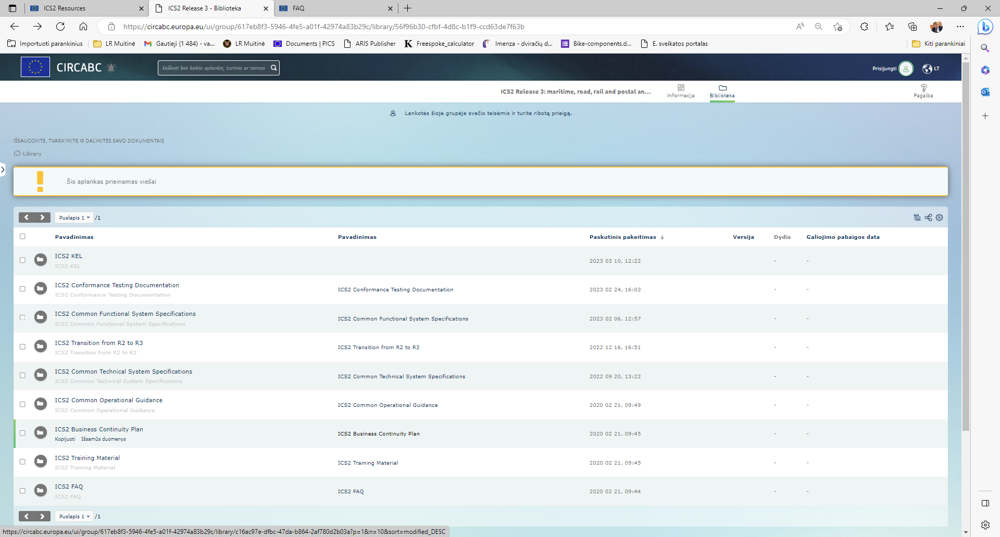 ICS2 Resources
ICS2 Release 3 - Biblioteka
FAQ
https://circabc.europa.eu/ui/group/617eb8f3-5946-4fe5-a01f-42974a83b29c/library/56f96b30-cfbf-4d8c-b1f9-ccd63de7f63b
Importuoti parankinius
LR Muitinė
Gautieji (1 484) - va...
LR Muitinė
Documents | PICS
ARIS Publisher
Freespoke_calculator
Imenza - dviračių d...
Bike-components.d...
E. sveikatos portalas
Kiti parankiniai
CIRCABC
Ieškoti bet kokio aplanko, turinio ar temos
Prisijungti
LT
ICS2 Release 3: maritime, road, rail and postal an...
Informacija
Biblioteka
Pagalba
Lankotės šioje grupėje svečio teisėmis ir turite ribotą prieigą.
IŠSAUGOKITE, TVARKYKITE IR DALYKITĖS SAVO DOKUMENTAIS
Library
Šis aplankas prieinamas viešai
Puslapis 1 /1
Pavadinimas Pavadinimas Paskutinis pakeitimas Versija Dydis Galiojimo pabaigos data
ICS2 KEL
ICS2 KEL
2023 03 10, 12:22 - -
ICS2 Conformance Testing Documentation
ICS2 Conformance Testing Documentation
ICS2 Conformance Testing Documentation 2023 02 24, 16:03 - -
ICS2 Common Functional System Specifications
ICS2 Common Functional System Specifications
ICS2 Common Functional System Specifications 2023 02 06, 12:57 - -
ICS2 Transition from R2 to R3
ICS2 Transition from R2 to R3
ICS2 Transition from R2 to R3 2022 12 16, 16:51 - -
ICS2 Common Technical System Specifications
ICS2 Common Technical System Specifications
ICS2 Common Technical System Specifications 2022 09 20, 13:22 - -
ICS2 Common Operational Guidance
ICS2 Common Operational Guidance
ICS2 Common Operational Guidance 2020 02 21, 09:49 - -
ICS2 Business Continuity Plan
Kopijuoti Išsamūs duomenys
ICS2 Business Continuity Plan 2020 02 21, 09:45 - -
ICS2 Training Material
ICS2 Training Material
ICS2 Training Material 2020 02 21, 09:45 - -
ICS2 FAQ
ICS2 FAQ
ICS2 FAQ 2020 02 21, 09:44 - -
Puslapis 1 /1
https://circabc.europa.eu/ui/group/617eb8f3-5946-4fe5-a01f-42974a83b29c/library/c16ac97e-dfbc-47da-b864-2af780d2b03a?p=1&n=10&sort=modified_DESC